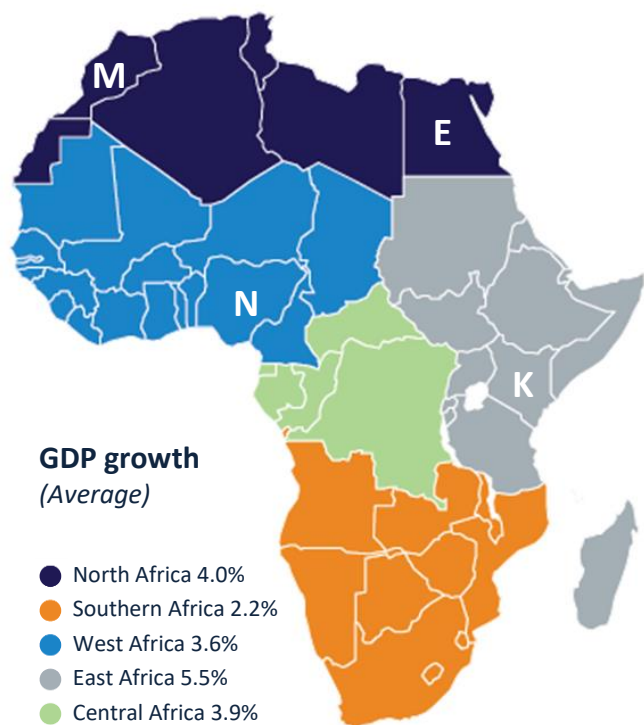 M
E
N
K
GDP growth
(Average)
North Africa 4.0%
Southern Africa 2.2%
West Africa 3.6%
East Africa 5.5%
Central Africa 3.9%